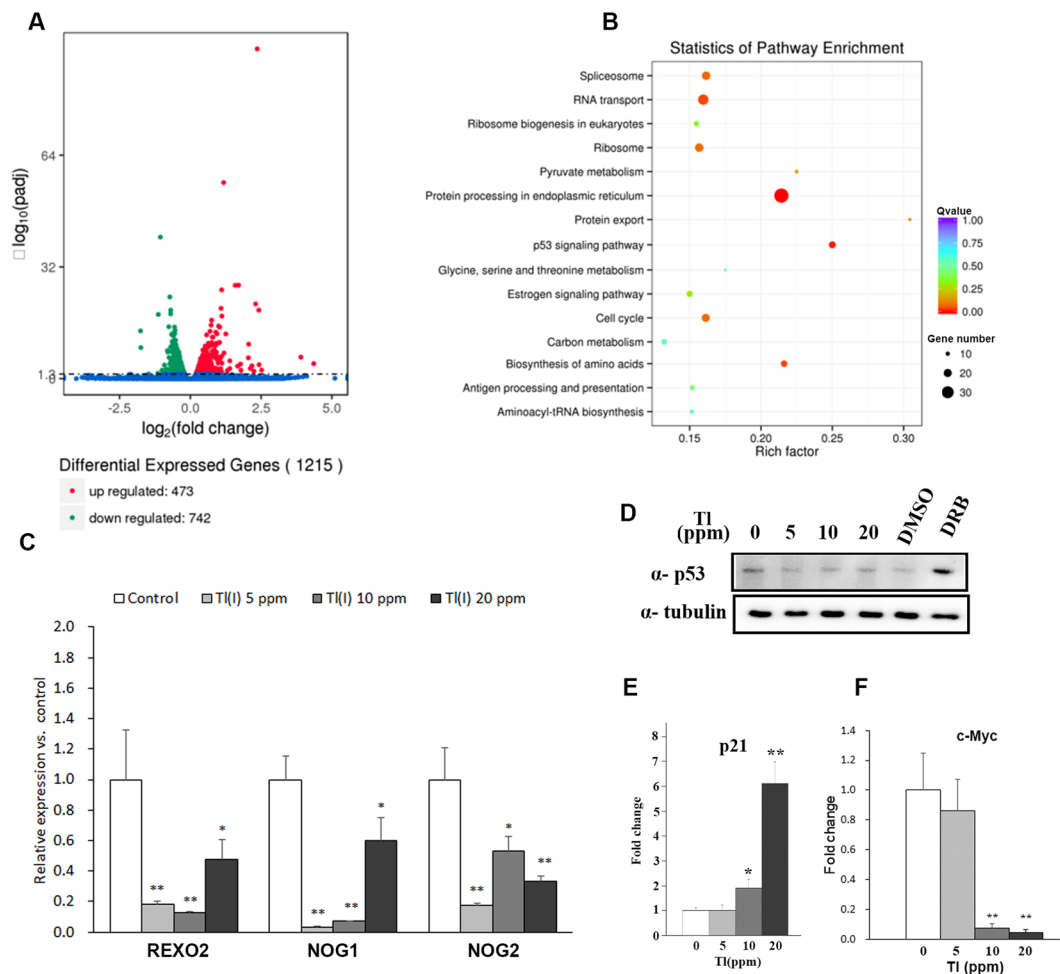 A
□ log10(padj)
64
32
1.3
0
-2.5
0.0
2.5
5.0
log2(fold change)
Differential Expressed Genes ( 1215 )
up regulated: 473
down regulated: 742
B
Statistics of Pathway Enrichment
Spliceosome
RNA transport
Ribosome biogenesis in eukaryotes
Ribosome
Pyruvate metabolism
Protein processing in endoplasmic reticulum
Protein export
p53 signaling pathway
Glycine, serine and threonine metabolism
Estrogen signaling pathway
Cell cycle
Carbon metabolism
Biosynthesis of amino acids
Antigen processing and presentation
Aminoacyl-tRNA biosynthesis
0.15
0.20
0.25
0.30
Rich factor
Qvalue
1.00
0.75
0.50
0.25
0.00
Gene number
10
20
30
C
Control
Tl(I) 5 ppm
Tl(I) 10 ppm
Tl(I) 20 ppm
Relative expression vs. control
2.0
1.8
1.6
1.4
1.2
1.0
0.8
0.6
0.4
0.2
0.0
** ** *
** ** *
** * **
REXO2
NOG1
NOG2
D
Tl
(ppm)
0 5 10 20 DMSO DRB
α- p53
α- tubulin
E
p21
Fold change
8
7
6
5
4
3
2
1
0
* **
0 5 10 20
Tl(ppm)
F
c-Myc
Fold change
1.4
1.2
1.0
0.8
0.6
0.4
0.2
0.0
** **
0 5 10 20
Tl (ppm)